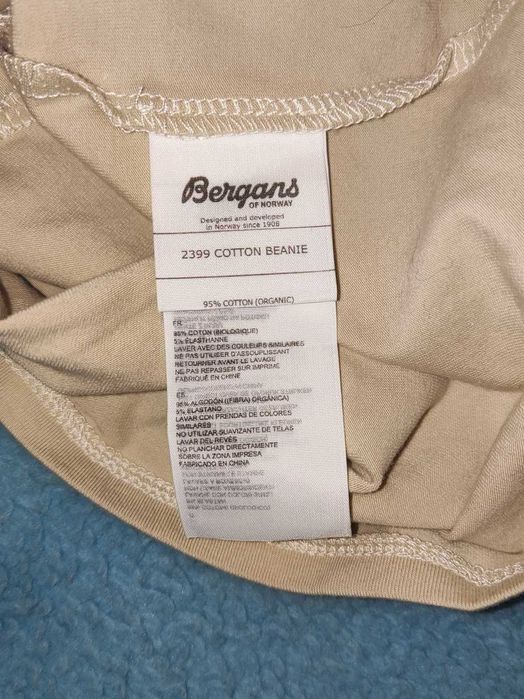 Bergans
OF NORWAY
Designed and developed
in Norway since 1908
2399 COTTON BEANIE
95% COTTON (ORGANIC)
FR
95% COTON (BIOLOGIQUE)
5% ÉLASTHANNE
LAVER AVEC DES COULEURS SIMILAIRES
NE PAS UTILISER D'ASSOUPLISSANT
RETOURNER AVANT LE LAVAGE
NE PAS REPASSER SUR IMPRIMÉ
FABRIQUÉ EN CHINE
ES
95% ALGODÓN ((FIBRA) ORGÁNICA)
5% ELASTANO
LAVAR CON PRENDAS DE COLORES
SIMILARES
NO UTILIZAR SUAVIZANTE DE TELAS
LAVAR DEL REVÉS
NO PLANCHAR DIRECTAMENTE
SOBRE LA ZONA IMPRESA
FABRICADO EN CHINA